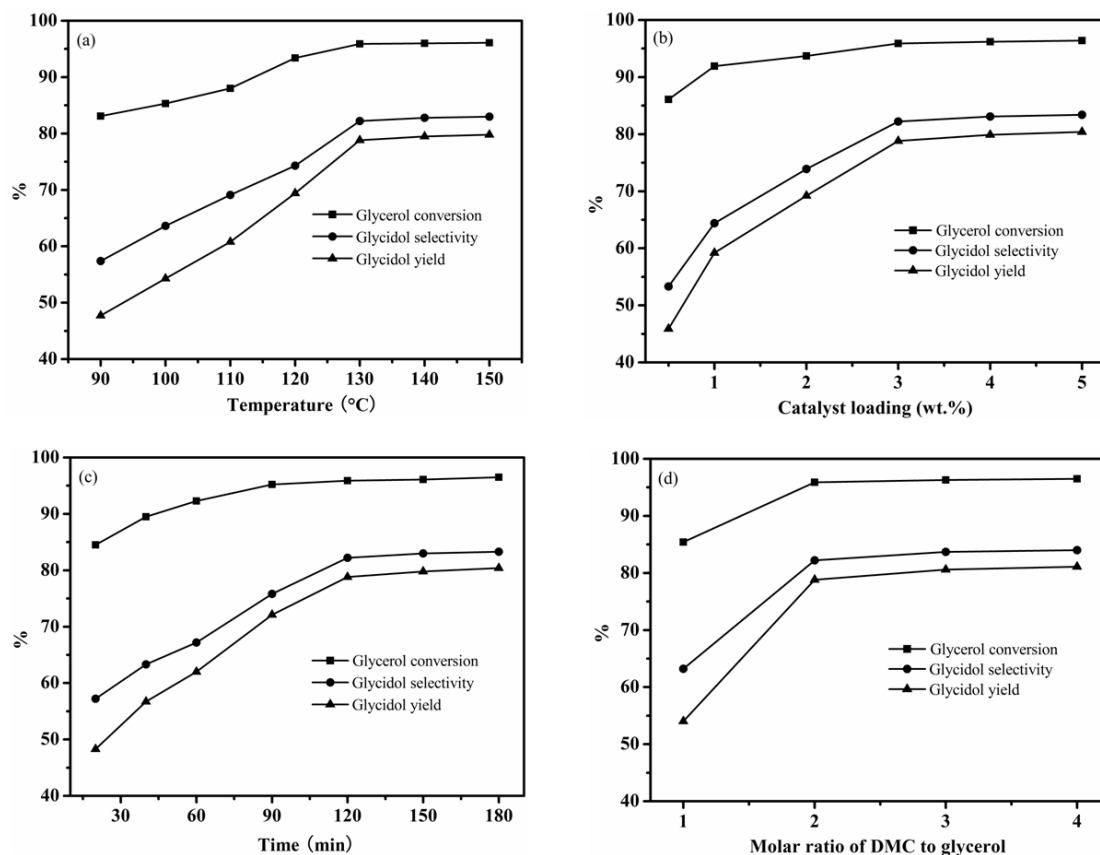 (a)
%
100
90
80
70
60
50
40
Glycerol conversion
Glycidol selectivity
Glycidol yield
90 100 110 120 130 140 150
Temperature (°C)
(b)
%
100
90
80
70
60
50
40
Glycerol conversion
Glycidol selectivity
Glycidol yield
1 2 3 4 5
Catalyst loading (wt.%)
(c)
%
100
90
80
70
60
50
40
Glycerol conversion
Glycidol selectivity
Glycidol yield
30 60 90 120 150 180
Time (min)
(d)
%
100
90
80
70
60
50
40
Glycerol conversion
Glycidol selectivity
Glycidol yield
1 2 3 4
Molar ratio of DMC to glycerol